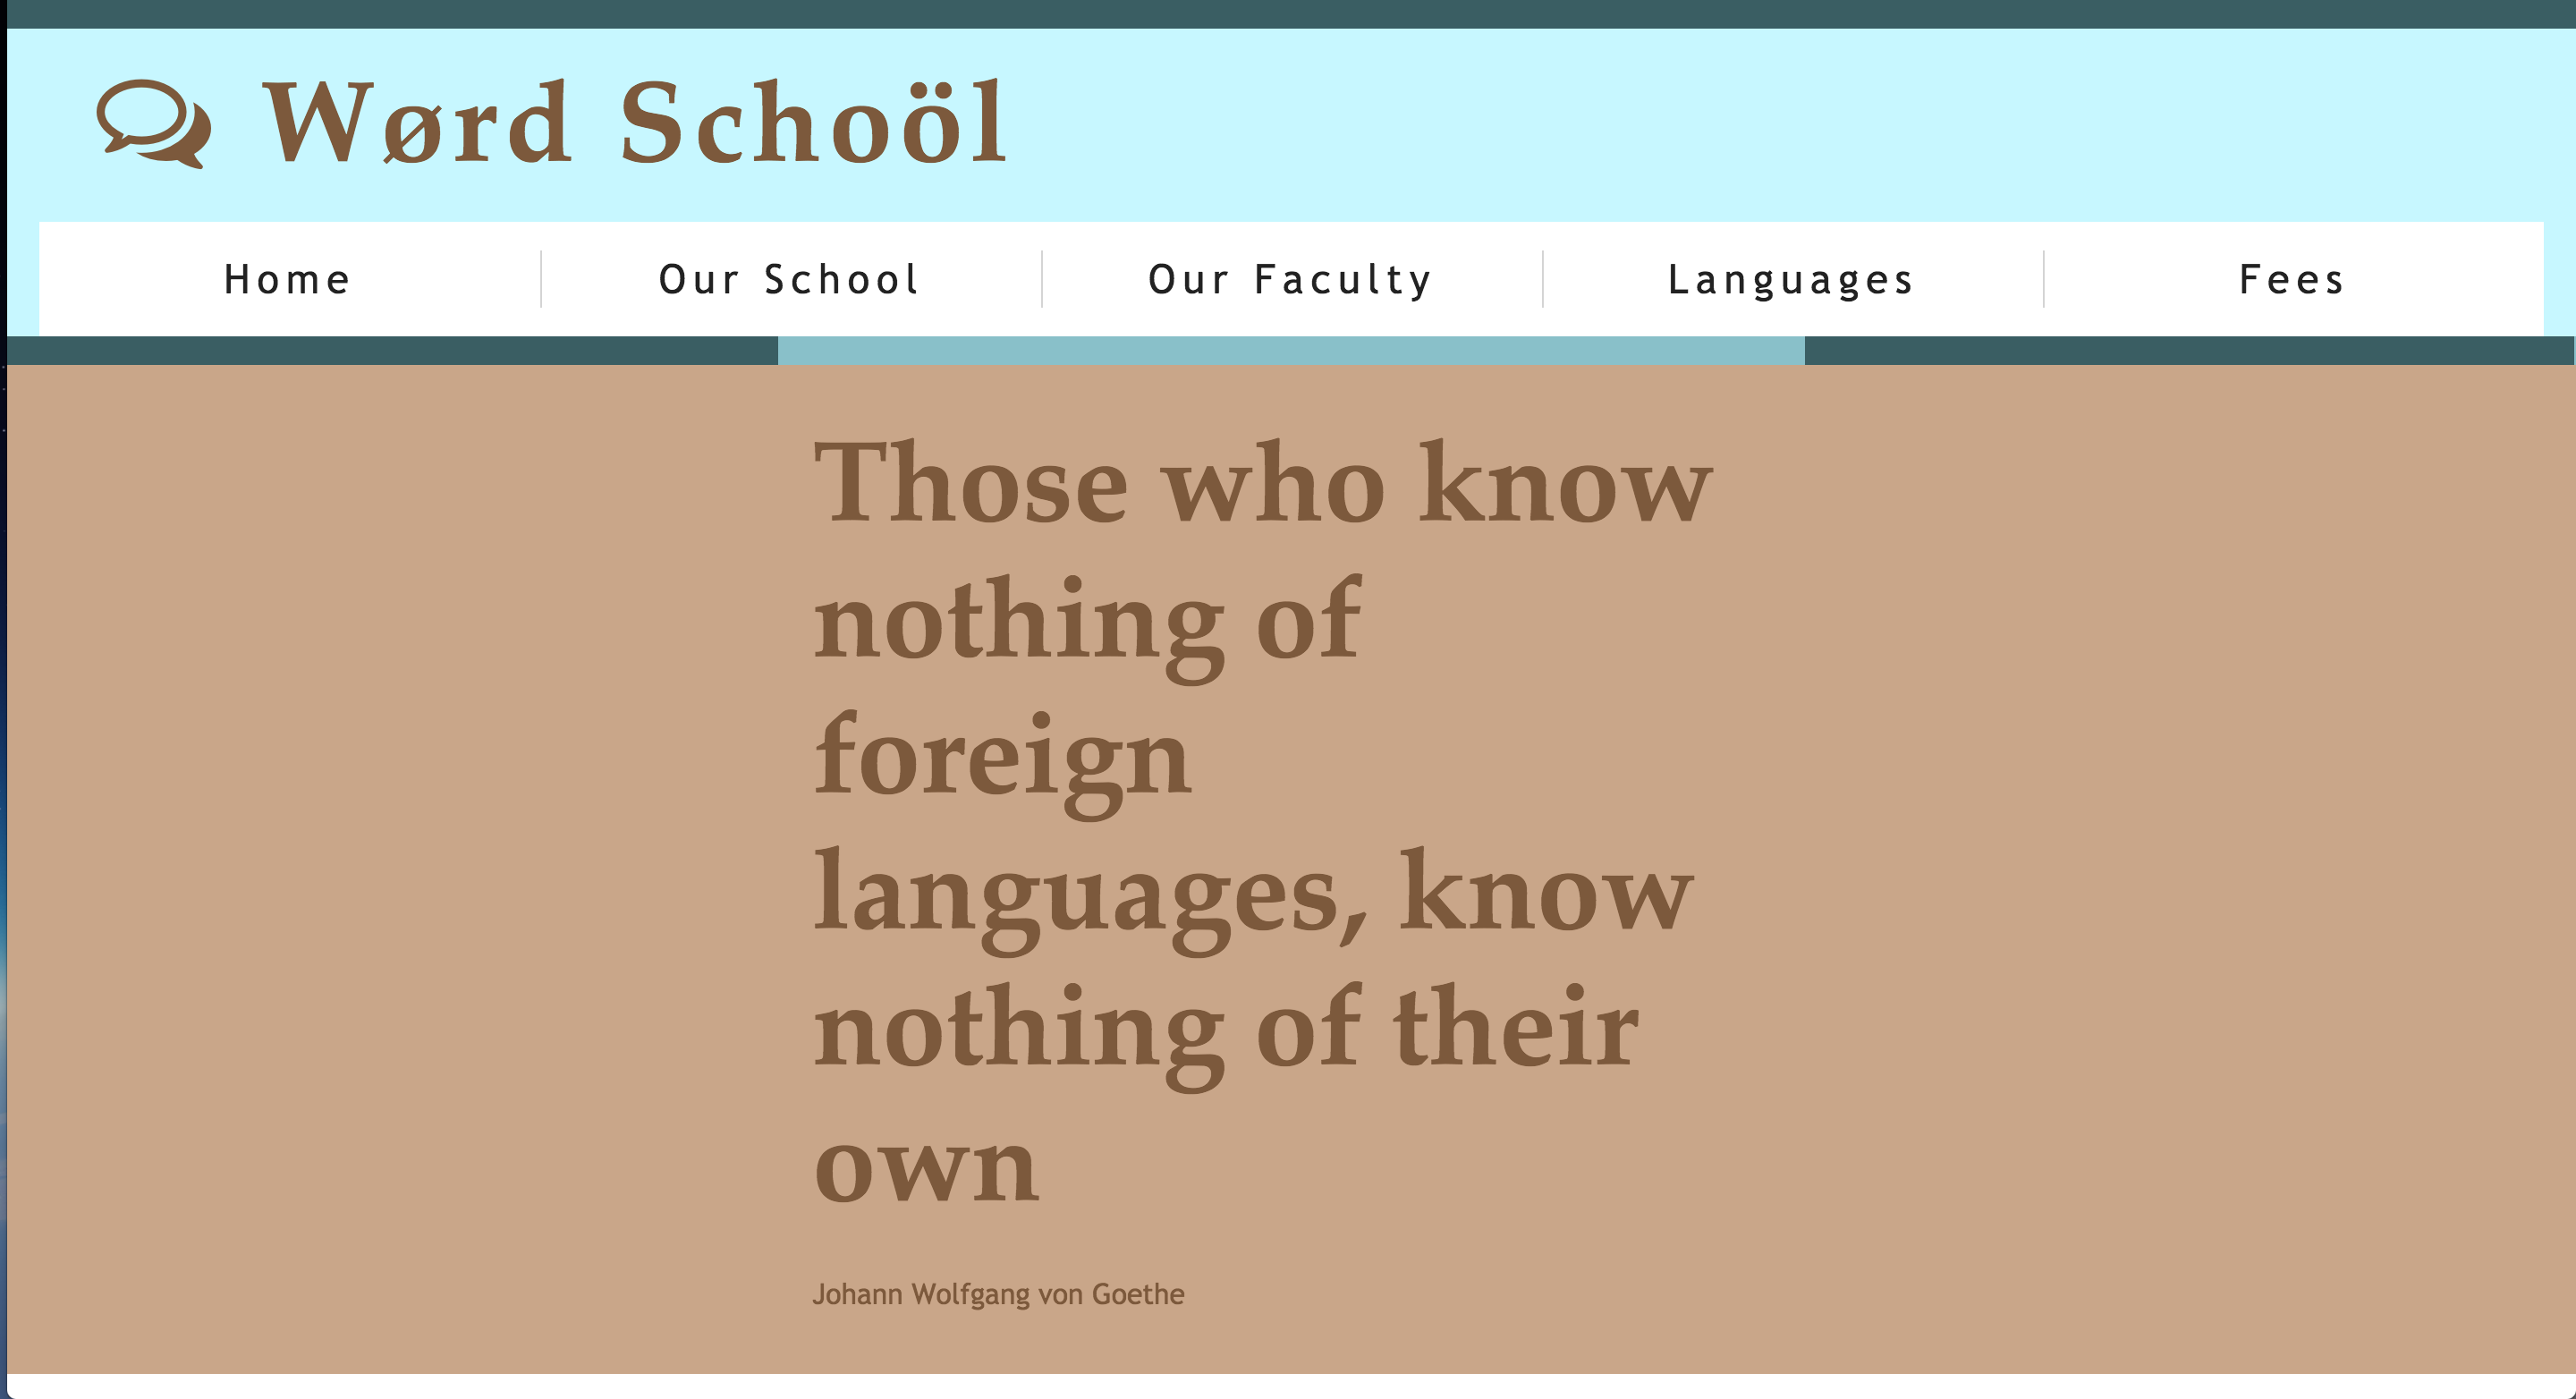 Wørd Schoöl
Home
Our School
Our Faculty
Languages
Fees
Those who know
nothing of
foreign
languages, know
nothing of their
own
Johann Wolfgang von Goethe